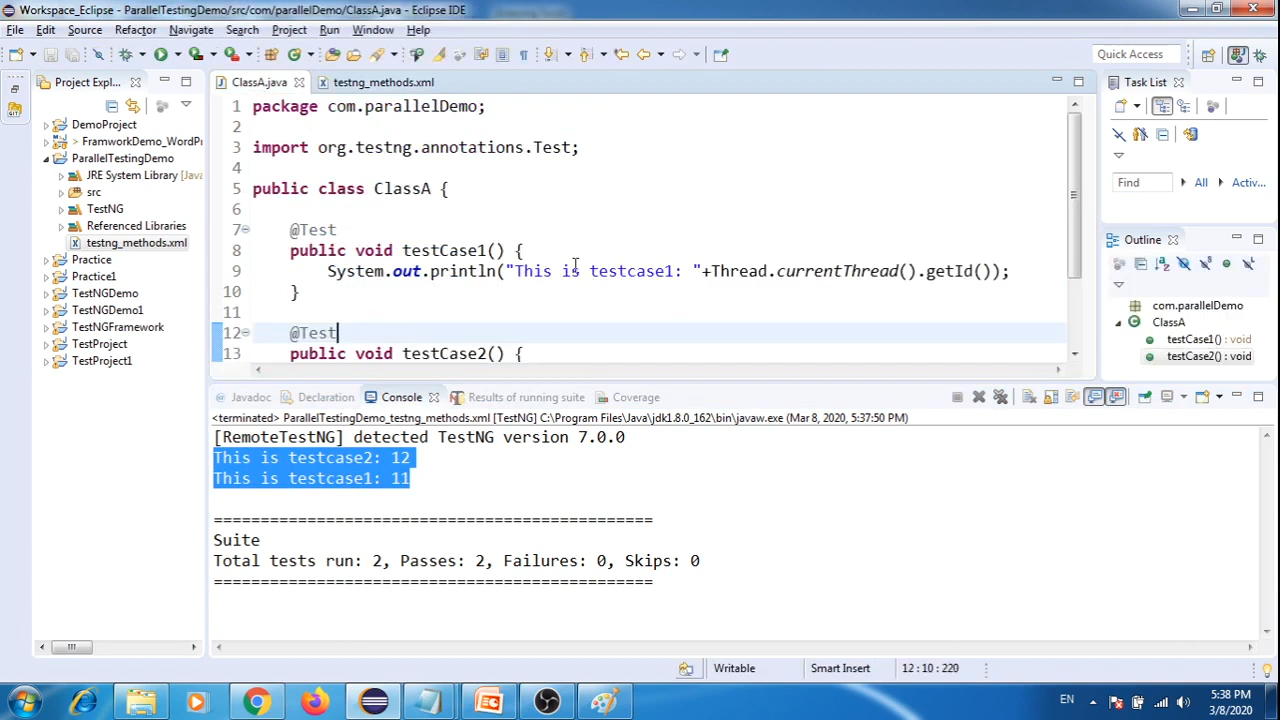 Workspace_Eclipse - ParallelTestingDemo/src/com/parallelDemo/ClassA.java - Eclipse IDE
File Edit Source Refactor Navigate Search Project Run Window Help
Quick Access
Project Expl...
DemoProject
> FramworkDemo_WordPr
ParallelTestingDemo
JRE System Library [Java
src
TestNG
Referenced Libraries
testng_methods.xml
Practice
Practice1
TestNGDemo
TestNGDemo1
TestNGFramework
TestProject
TestProject1
ClassA.java testng_methods.xml
1 package com.parallelDemo;
2
3 import org.testng.annotations.Test;
4
5 public class ClassA {
6
7 @Test
8 public void testCase1() {
9 System.out.println("This is testcase1: "+Thread.currentThread().getId());
10 }
11
12 @Test
13 public void testCase2() {
Task List
Find All Activ...
Outline
com.parallelDemo
ClassA
testCase1() : void
testCase2() : void
Javadoc Declaration Console Results of running suite Coverage
<terminated> ParallelTestingDemo_testng_methods.xml [TestNG] C:\Program Files\Java\jdk1.8.0_162\bin\javaw.exe (Mar 8, 2020, 5:37:50 PM)
[RemoteTestNG] detected TestNG version 7.0.0
This is testcase2: 12
This is testcase1: 11
===============================================
Suite
Total tests run: 2, Passes: 2, Failures: 0, Skips: 0
===============================================
Writable Smart Insert 12:10:220
EN 5:38 PM
3/8/2020